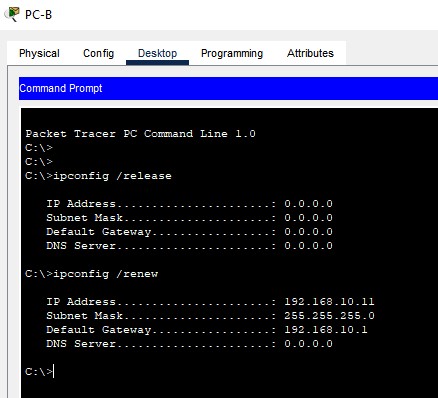 PC-B
Physical Config Desktop Programming Attributes
Command Prompt
Packet Tracer PC Command Line 1.0
C:\>
C:\>
C:\>ipconfig /release
IP Address......................: 0.0.0.0
Subnet Mask.....................: 0.0.0.0
Default Gateway.................: 0.0.0.0
DNS Server......................: 0.0.0.0
C:\>ipconfig /renew
IP Address......................: 192.168.10.11
Subnet Mask.....................: 255.255.255.0
Default Gateway.................: 192.168.10.1
DNS Server......................: 0.0.0.0
C:\>